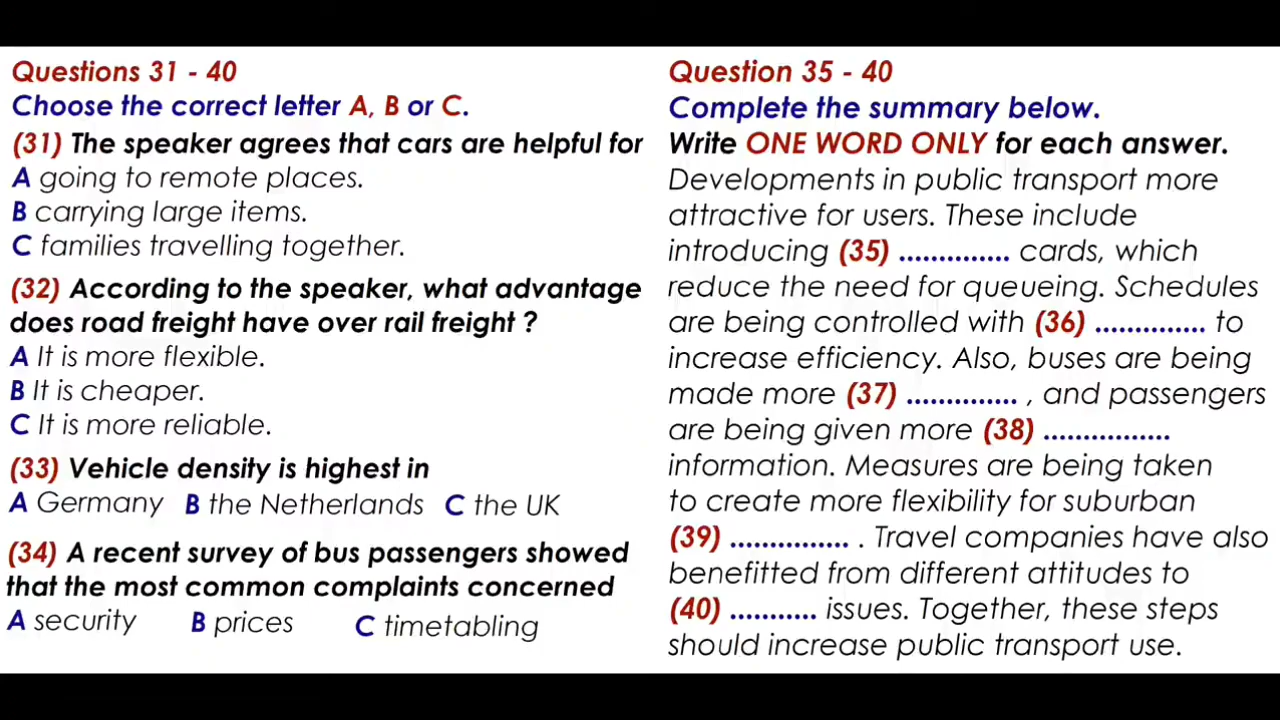 Questions 31 - 40
Choose the correct letter A, B or C.
(31) The speaker agrees that cars are helpful for
A going to remote places.
B carrying large items.
C families travelling together.
(32) According to the speaker, what advantage
does road freight have over rail freight ?
A It is more flexible.
B It is cheaper.
C It is more reliable.
(33) Vehicle density is highest in
A Germany B the Netherlands C the UK
(34) A recent survey of bus passengers showed
that the most common complaints concerned
A security B prices C timetabling
Question 35 - 40
Complete the summary below.
Write ONE WORD ONLY for each answer.
Developments in public transport more
attractive for users. These include
introducing (35) .............. cards, which
reduce the need for queueing. Schedules
are being controlled with (36) .............. to
increase efficiency. Also, buses are being
made more (37) .............. , and passengers
are being given more (38) ................
information. Measures are being taken
to create more flexibility for suburban
(39) ............... . Travel companies have also
benefitted from different attitudes to
(40) ........... issues. Together, these steps
should increase public transport use.